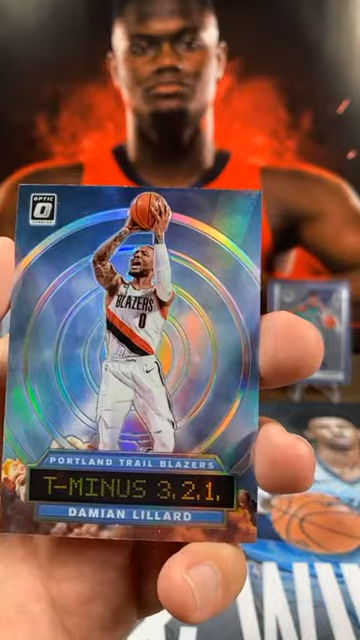 OPTIC
BLAZERS
0
PORTLAND TRAIL BLAZERS
T-MINUS 3.2.1.
DAMIAN LILLARD